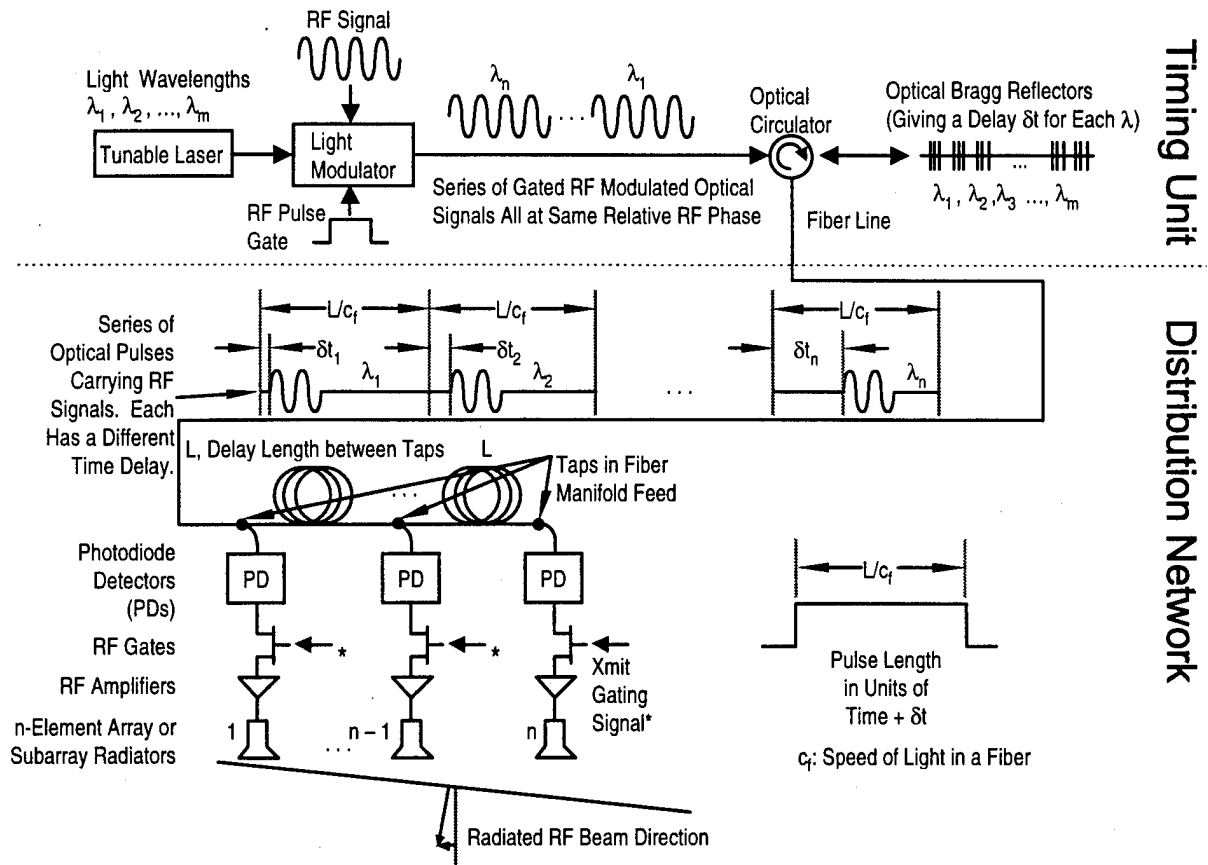 RF Signal
Light Wavelengths
λ1 , λ2 , ..., λm
Tunable Laser
Light
Modulator
RF Pulse
Gate
λn
λ1
...
Series of Gated RF Modulated Optical
Signals All at Same Relative RF Phase
Optical
Circulator
Optical Bragg Reflectors
(Giving a Delay δt for Each λ)
...
λ1 , λ2 , λ3 ..., λm
Fiber Line
Timing Unit
Series of
Optical Pulses
Carrying RF
Signals. Each
Has a Different
Time Delay.
L/cf
L/cf
L/cf
δt1
δt2
δtn
λ1
λ2
...
λn
L, Delay Length between Taps
L
...
Taps in Fiber
Manifold Feed
Distribution Network
Photodiode
Detectors
(PDs)
PD
PD
PD
RF Gates
*
*
Xmit
Gating
Signal*
RF Amplifiers
n-Element Array or
Subarray Radiators
1
...
n – 1
n
L/cf
Pulse Length
in Units of
Time + δt
cf: Speed of Light in a Fiber
Radiated RF Beam Direction